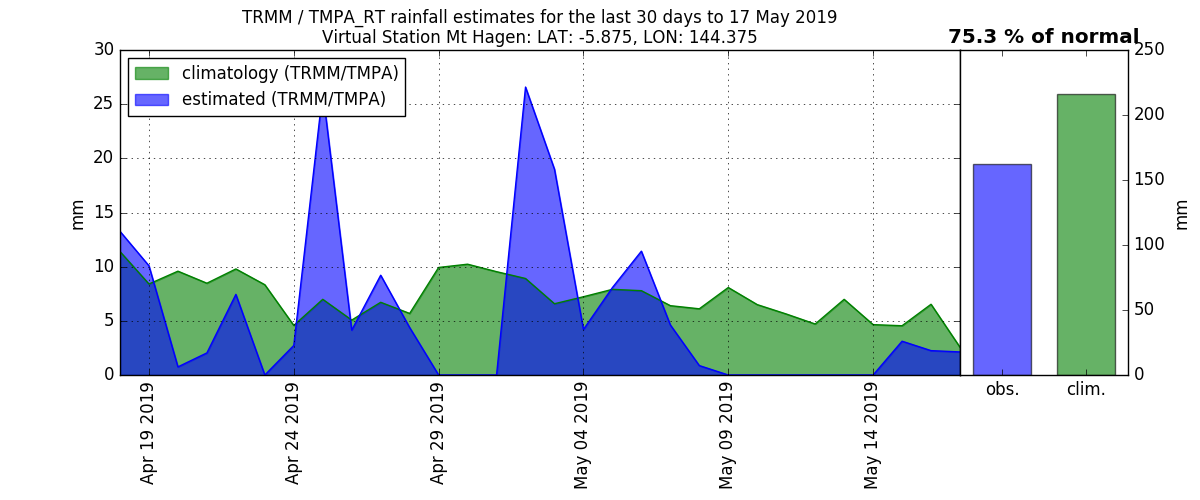 TRMM / TMPA_RT rainfall estimates for the last 30 days to 17 May 2019
Virtual Station Mt Hagen: LAT: -5.875, LON: 144.375
75.3 % of normal
climatology (TRMM/TMPA)
estimated (TRMM/TMPA)
30
25
20
15
10
5
0
mm
Apr 19 2019
Apr 24 2019
Apr 29 2019
May 04 2019
May 09 2019
May 14 2019
250
200
150
100
50
0
mm
obs.
clim.